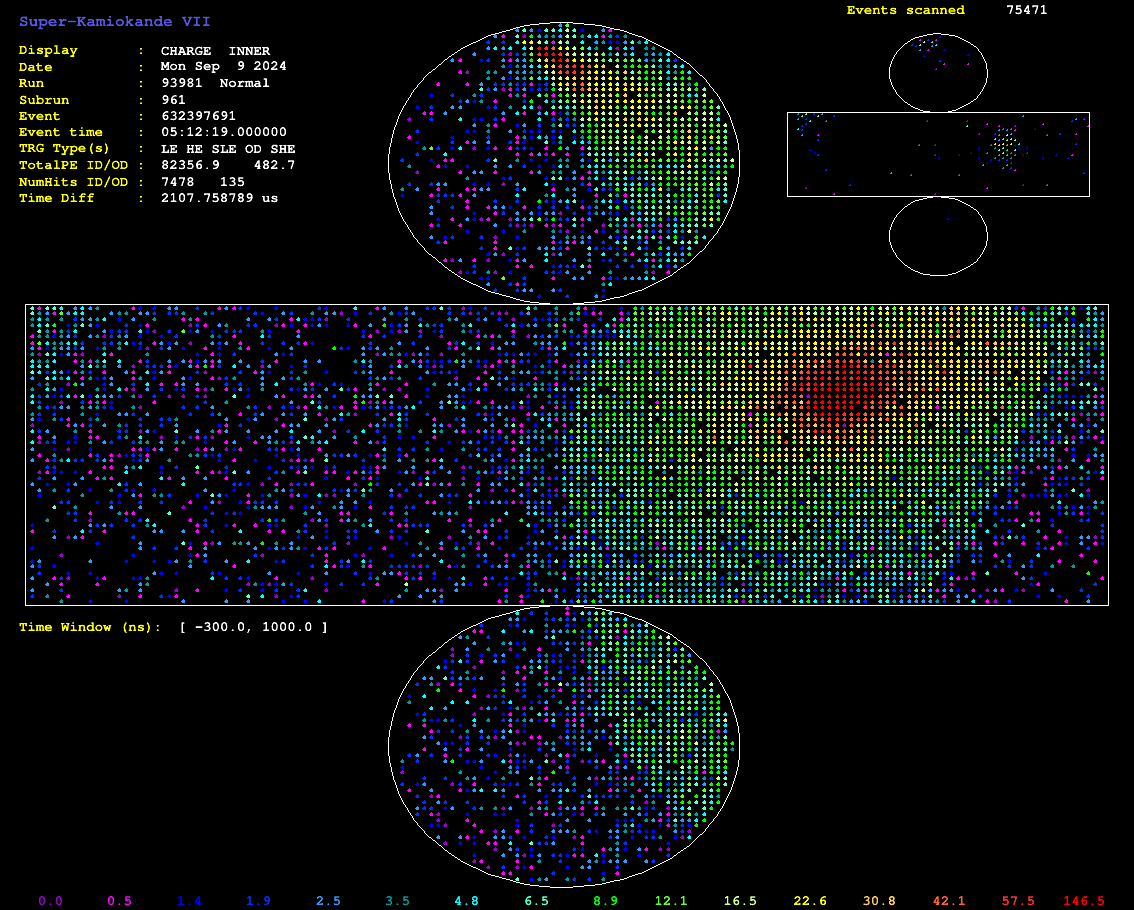 Super-Kamiokande VII
Events scanned 75471
Display : CHARGE INNER
Date : Mon Sep 9 2024
Run : 93981 Normal
Subrun : 961
Event : 632397691
Event time : 05:12:19.000000
TRG Type(s) : LE HE SLE OD SHE
TotalPE ID/OD : 82356.9 482.7
NumHits ID/OD : 7478 135
Time Diff : 2107.758789 us
Time Window (ns): [ -300.0, 1000.0 ]
0.0 0.5 1.4 1.9 2.5 3.5 4.8 6.5 8.9 12.1 16.5 22.6 30.8 42.1 57.5 146.5